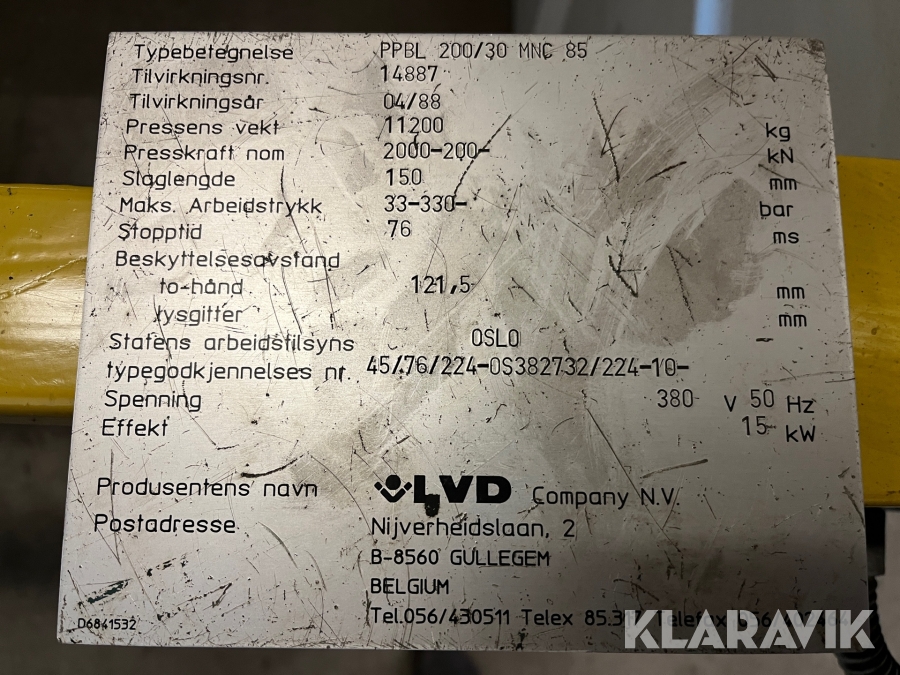 Typebetegnelse PPBL 200/30 MNC 85
Tilvirkningsnr. 14887
Tilvirkningsår 04/88
Pressens vekt 11200 kg
Presskraft nom 2000-200- kN
Slaglengde 150 mm
Maks. Arbeidstrykk 33-330- bar
Stopptid 76 ms
Beskyttelsesavstand
to-hånd 121,5 mm
lysgitter mm
Statens arbeidstilsyns OSLO
typegodkjennelses nr. 45/76/224-OS382732/224-10-
Spenning 380 V 50 Hz
Effekt 15 kW
Produsentens navn LVD Company N.V.
Postadresse Nijverheidslaan, 2
B-8560 GULLEGEM
BELGIUM
Tel.056/430511 Telex Telefax
D6841532
KLARAVIK